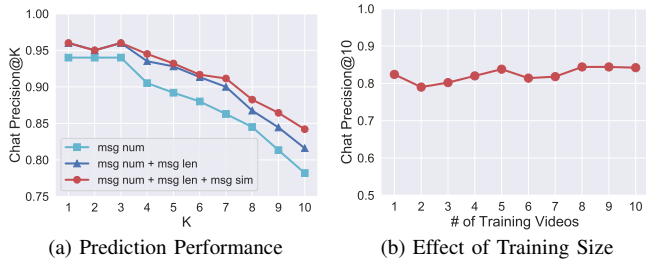 Chat Precision@K
1.00
0.95
0.90
0.85
0.80
0.75
msg num
msg num + msg len
msg num + msg len + msg sim
1 2 3 4 5 6 7 8 9 10
K
(a) Prediction Performance
Chat Precision@10
1.0
0.9
0.8
0.7
0.6
0.5
1 2 3 4 5 6 7 8 9 10
# of Training Videos
(b) Effect of Training Size